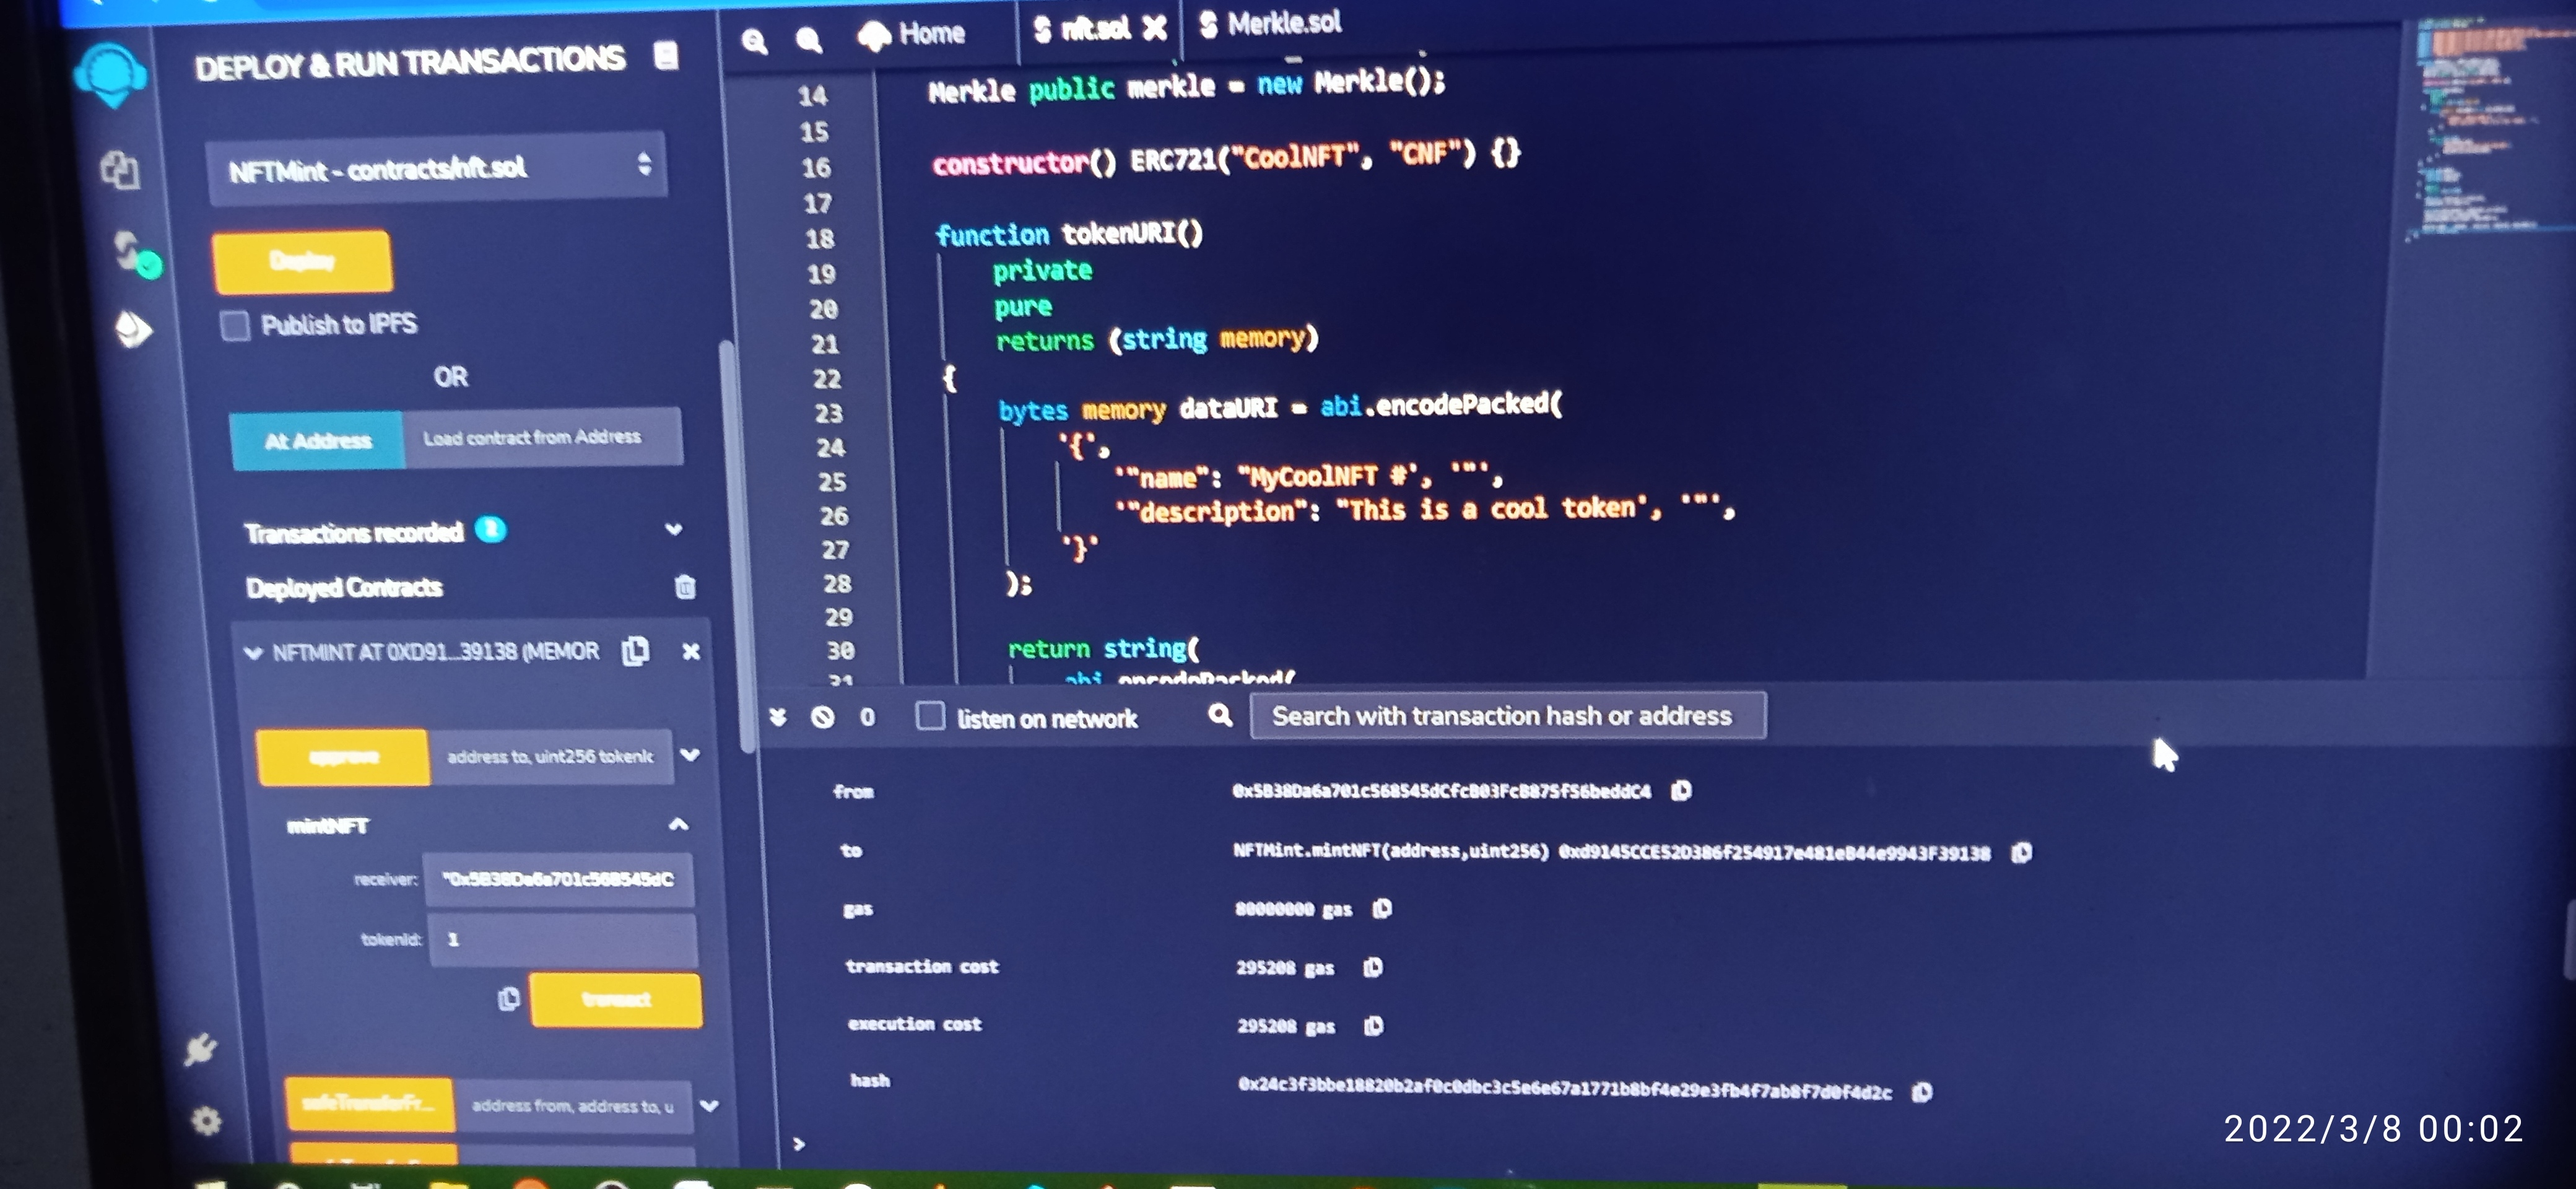 DEPLOY & RUN TRANSACTIONS
NFTMint - contracts/nft.sol
Deploy
Publish to IPFS
OR
At Address Load contract from Address
Transactions recorded
Deployed Contracts
NFTMINT AT 0XD91...39138 (MEMOR
approve address to, uint256 tokenId
mintNFT
receiver: "0x5B38Da6a701c568545dC
tokenId: 1
transact
safeTransferFr... address from, address to, u
Home nft.sol Merkle.sol
14 Merkle public merkle = new Merkle();
15
16 constructor() ERC721("CoolNFT", "CNF") {}
17
18 function tokenURI()
19 private
20 pure
21 returns (string memory)
22 {
23 bytes memory dataURI = abi.encodePacked(
24 '{',
25 '"name": "MyCoolNFT #', '"',
26 '"description": "This is a cool token', '"',
27 '}'
28 );
29
30 return string(
31 abi.encodePacked(
0 listen on network Search with transaction hash or address
from 0x5B38Da6a701c568545dCfcB03FcB875f56beddC4
to NFTMint.mintNFT(address,uint256) 0xd9145CCE52D386f254917e481eB44e9943F39138
gas 80000000 gas
transaction cost 295208 gas
execution cost 295208 gas
hash 0x24c3f3bbe18820b2af0c0dbc3c5e6e67a1771b8bf4e29e3fb4f7ab8f7d0f4d2c
>
2022/3/8 00:02